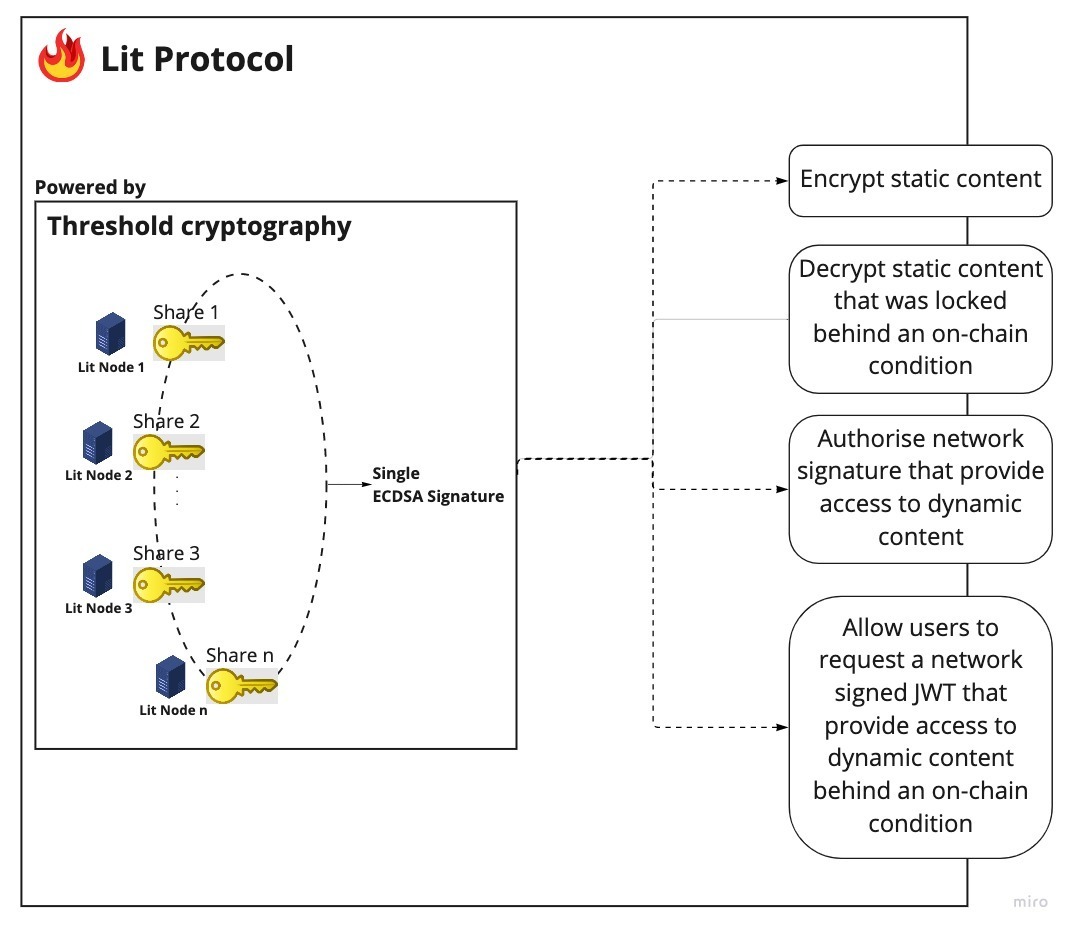 Lit Protocol
Powered by
Threshold cryptography
Share 1
Lit Node 1
Share 2
Lit Node 2
Share 3
Lit Node 3
Share n
Lit Node n
Single
ECDSA Signature
Encrypt static content
Decrypt static content
that was locked
behind an on-chain
condition
Authorise network
signature that provide
access to dynamic
content
Allow users to
request a network
signed JWT that
provide access to
dynamic content
behind an on-chain
condition
miro